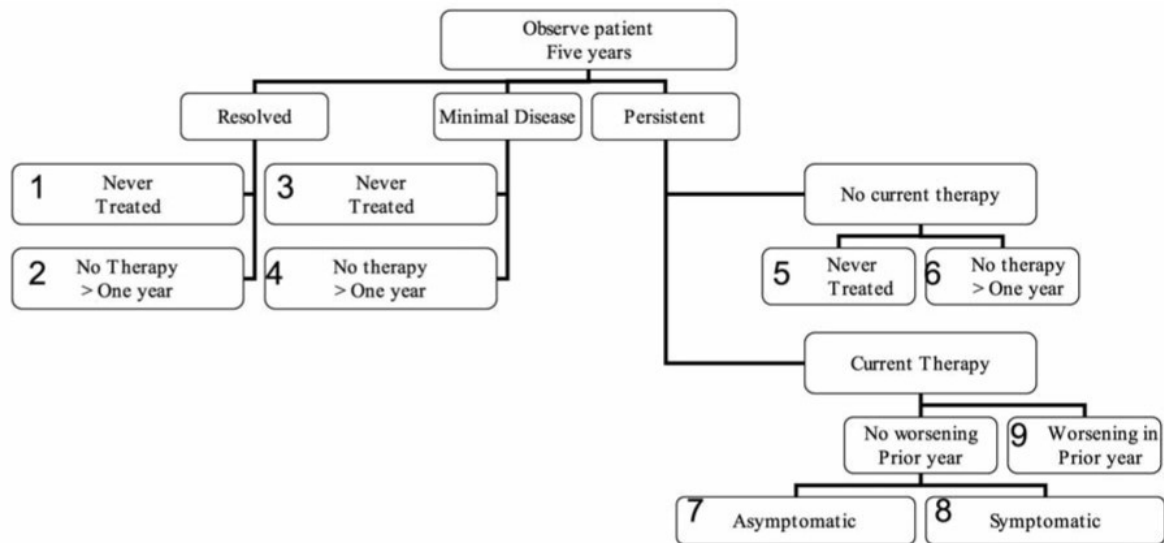 Observe patient
Five years
Resolved
Minimal Disease
Persistent
1 Never
Treated
3 Never
Treated
2 No Therapy
> One year
4 No therapy
> One year
No current therapy
5 Never
Treated
6 No therapy
> One year
Current Therapy
No worsening
Prior year
9 Worsening in
Prior year
7 Asymptomatic
8 Symptomatic